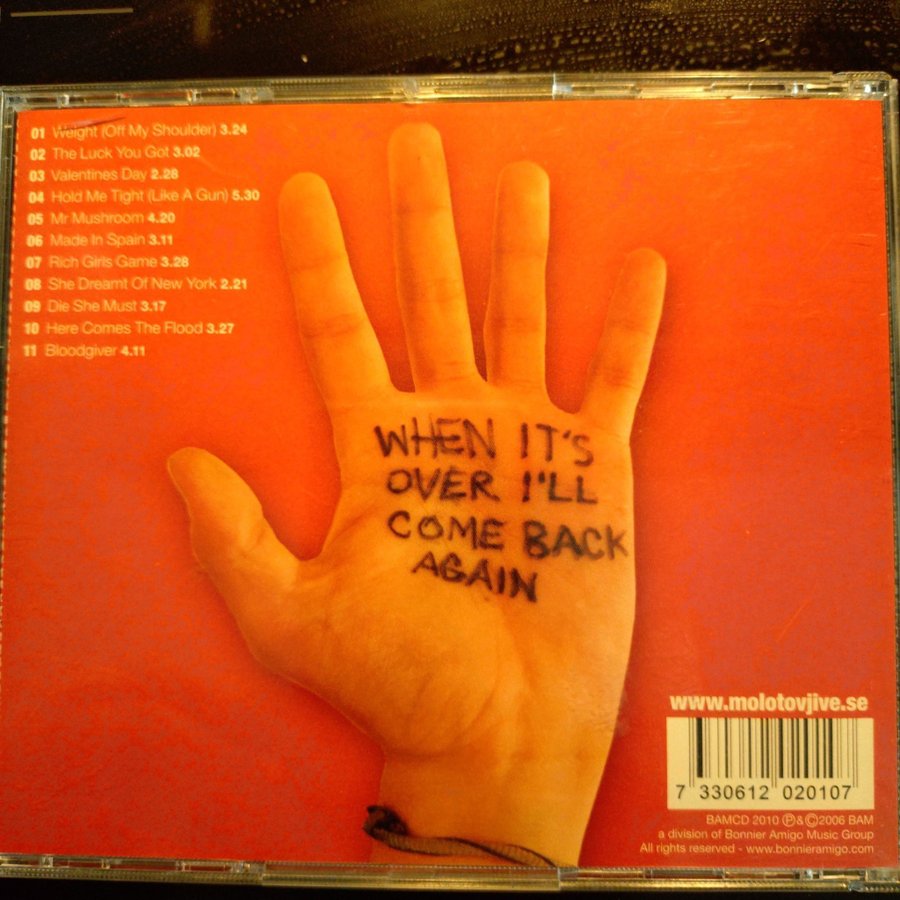 01 Weight (Off My Shoulder) 3.24
02 The Luck You Got 3.02
03 Valentines Day 2.28
04 Hold Me Tight (Like A Gun) 5.30
05 Mr Mushroom 4.20
06 Made In Spain 3.11
07 Rich Girls Game 3.28
08 She Dreamt Of New York 2.21
09 Die She Must 3.17
10 Here Comes The Flood 3.27
11 Bloodgiver 4.11
WHEN IT'S
OVER I'LL
COME BACK
AGAIN
www.molotovjive.se
7 330612 020107
BAMCD 2010 Ⓟ&©2006 BAM
a division of Bonnier Amigo Music Group
All rights reserved - www.bonnieramigo.com